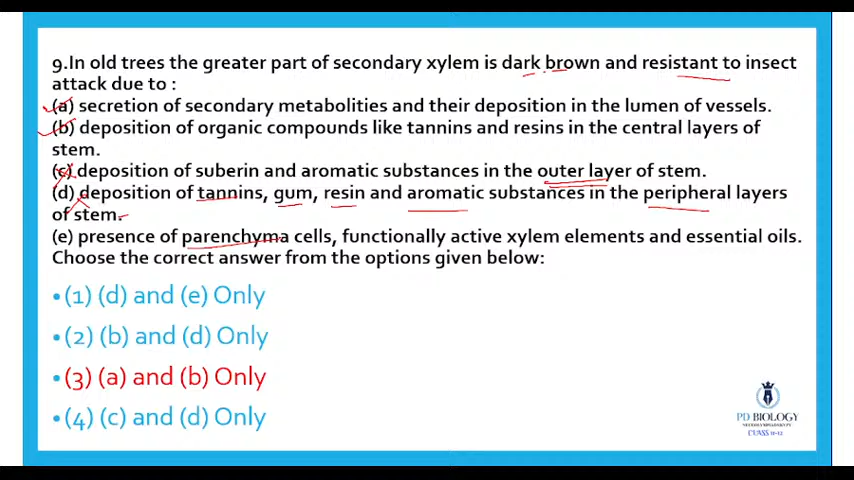 9.In old trees the greater part of secondary xylem is dark brown and resistant to insect
attack due to :
(a) secretion of secondary metabolities and their deposition in the lumen of vessels.
(b) deposition of organic compounds like tannins and resins in the central layers of
stem.
(c) deposition of suberin and aromatic substances in the outer layer of stem.
(d) deposition of tannins, gum, resin and aromatic substances in the peripheral layers
of stem.
(e) presence of parenchyma cells, functionally active xylem elements and essential oils.
Choose the correct answer from the options given below:
•(1) (d) and (e) Only
•(2) (b) and (d) Only
•(3) (a) and (b) Only
•(4) (c) and (d) Only
PD BIOLOGY
CLASS 11-12